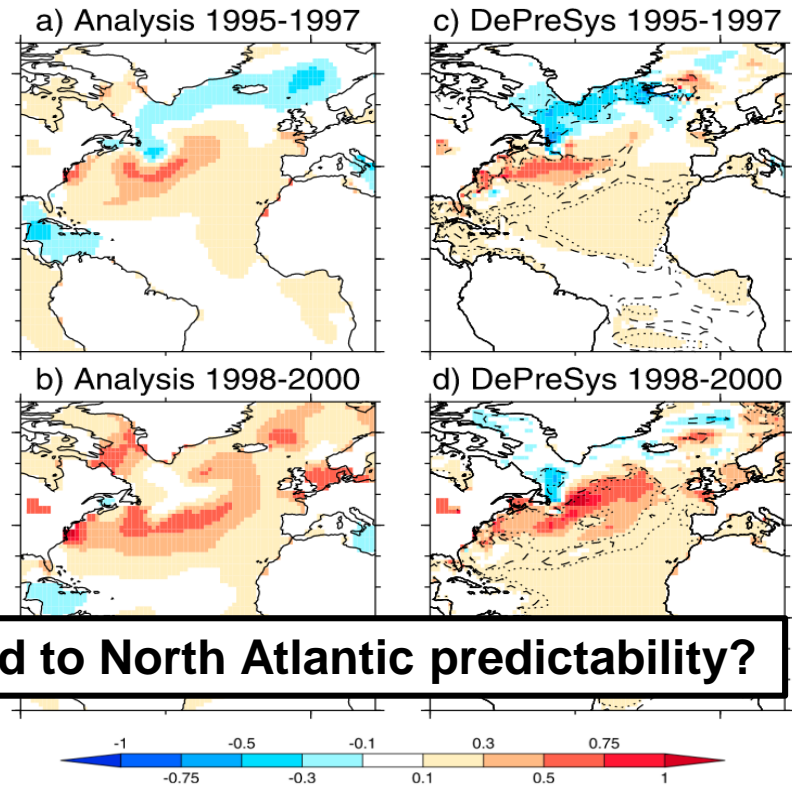 a) Analysis 1995-1997
c) DePreSys 1995-1997
b) Analysis 1998-2000
d) DePreSys 1998-2000
d to North Atlantic predictability?
-1 -0.5 -0.1 0.3 0.75
-0.75 -0.3 0.1 0.5 1